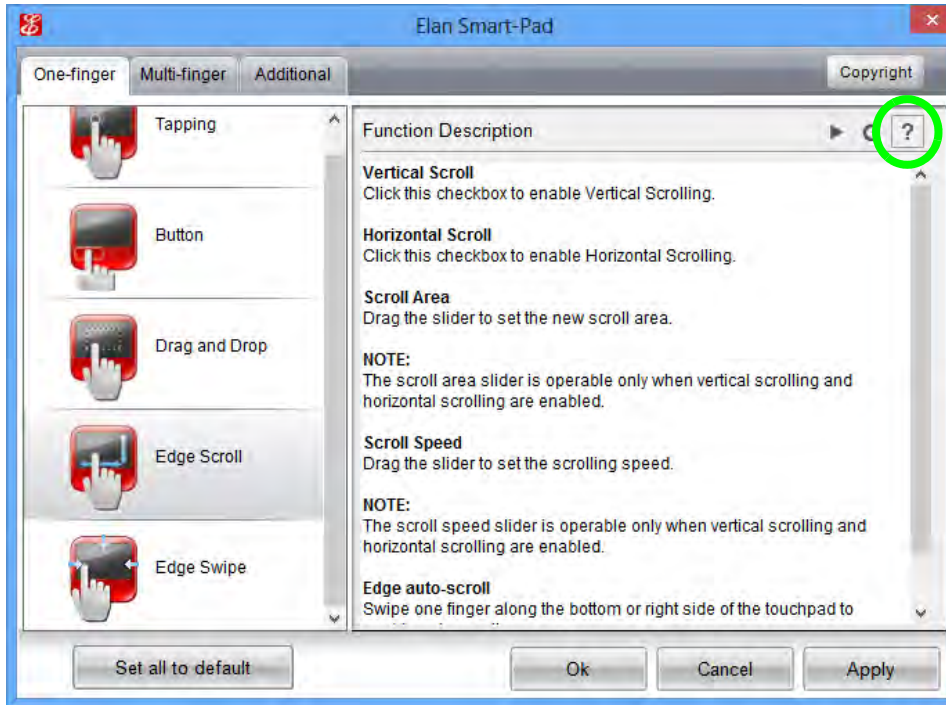 Elan Smart-Pad
One-finger
Multi-finger
Additional
Copyright
Tapping
Button
Drag and Drop
Edge Scroll
Edge Swipe
Function Description
?
Vertical Scroll
Click this checkbox to enable Vertical Scrolling.
Horizontal Scroll
Click this checkbox to enable Horizontal Scrolling.
Scroll Area
Drag the slider to set the new scroll area.
NOTE:
The scroll area slider is operable only when vertical scrolling and
horizontal scrolling are enabled.
Scroll Speed
Drag the slider to set the scrolling speed.
NOTE:
The scroll speed slider is operable only when vertical scrolling and
horizontal scrolling are enabled.
Edge auto-scroll
Swipe one finger along the bottom or right side of the touchpad to
Set all to default
Ok
Cancel
Apply